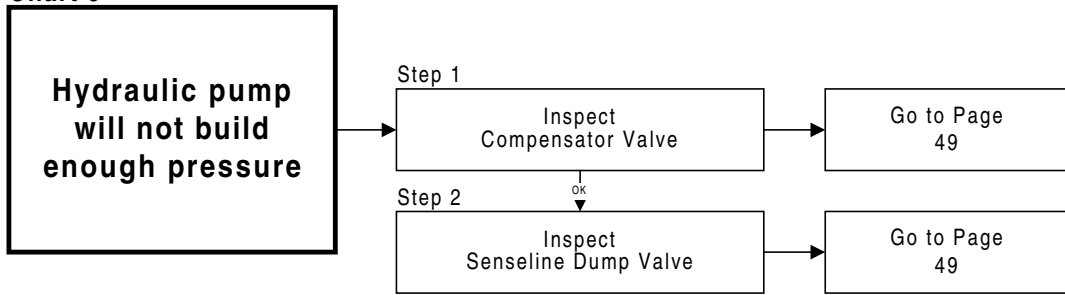 Hydraulic pump
will not build
enough pressure
Step 1
Inspect
Compensator Valve
Go to Page
49
OK
Step 2
Inspect
Senseline Dump Valve
Go to Page
49